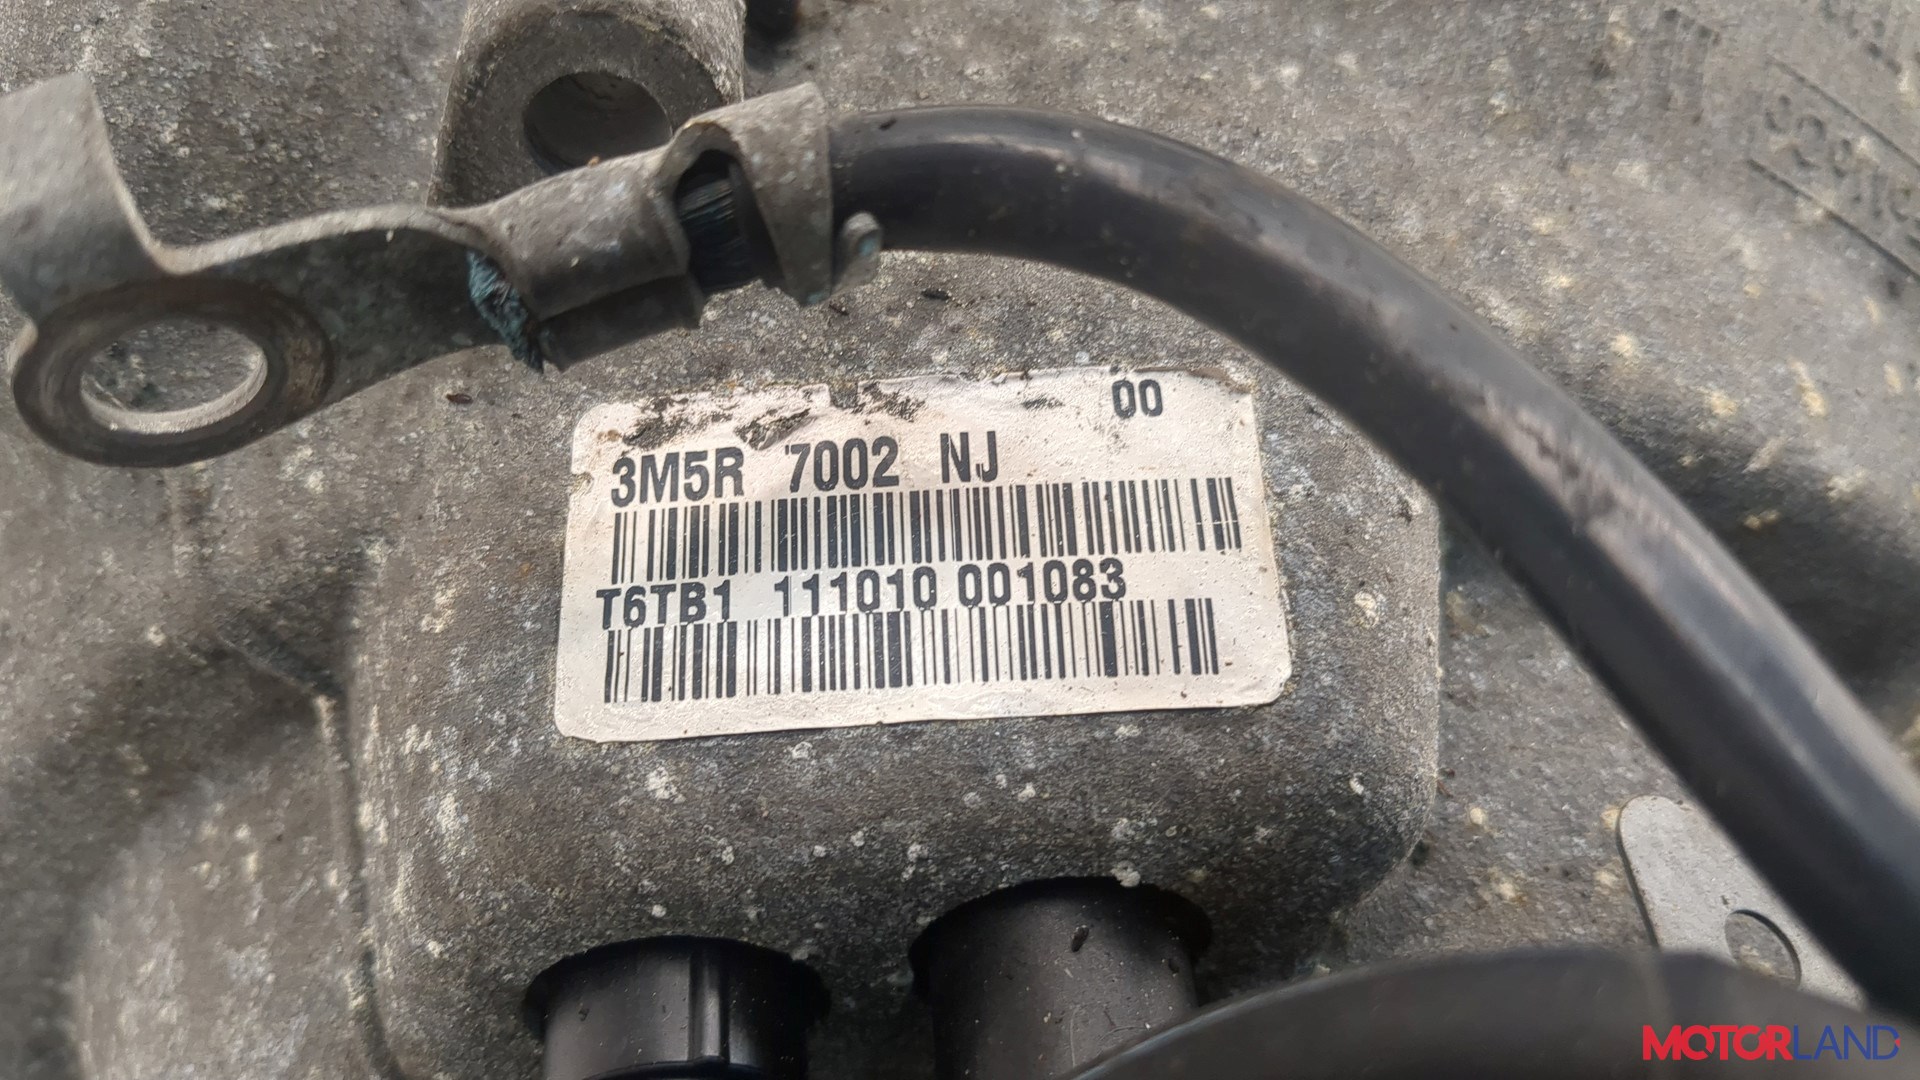 00
3M5R 7002 NJ
T6TB1 111010 001083
MOTORLAND